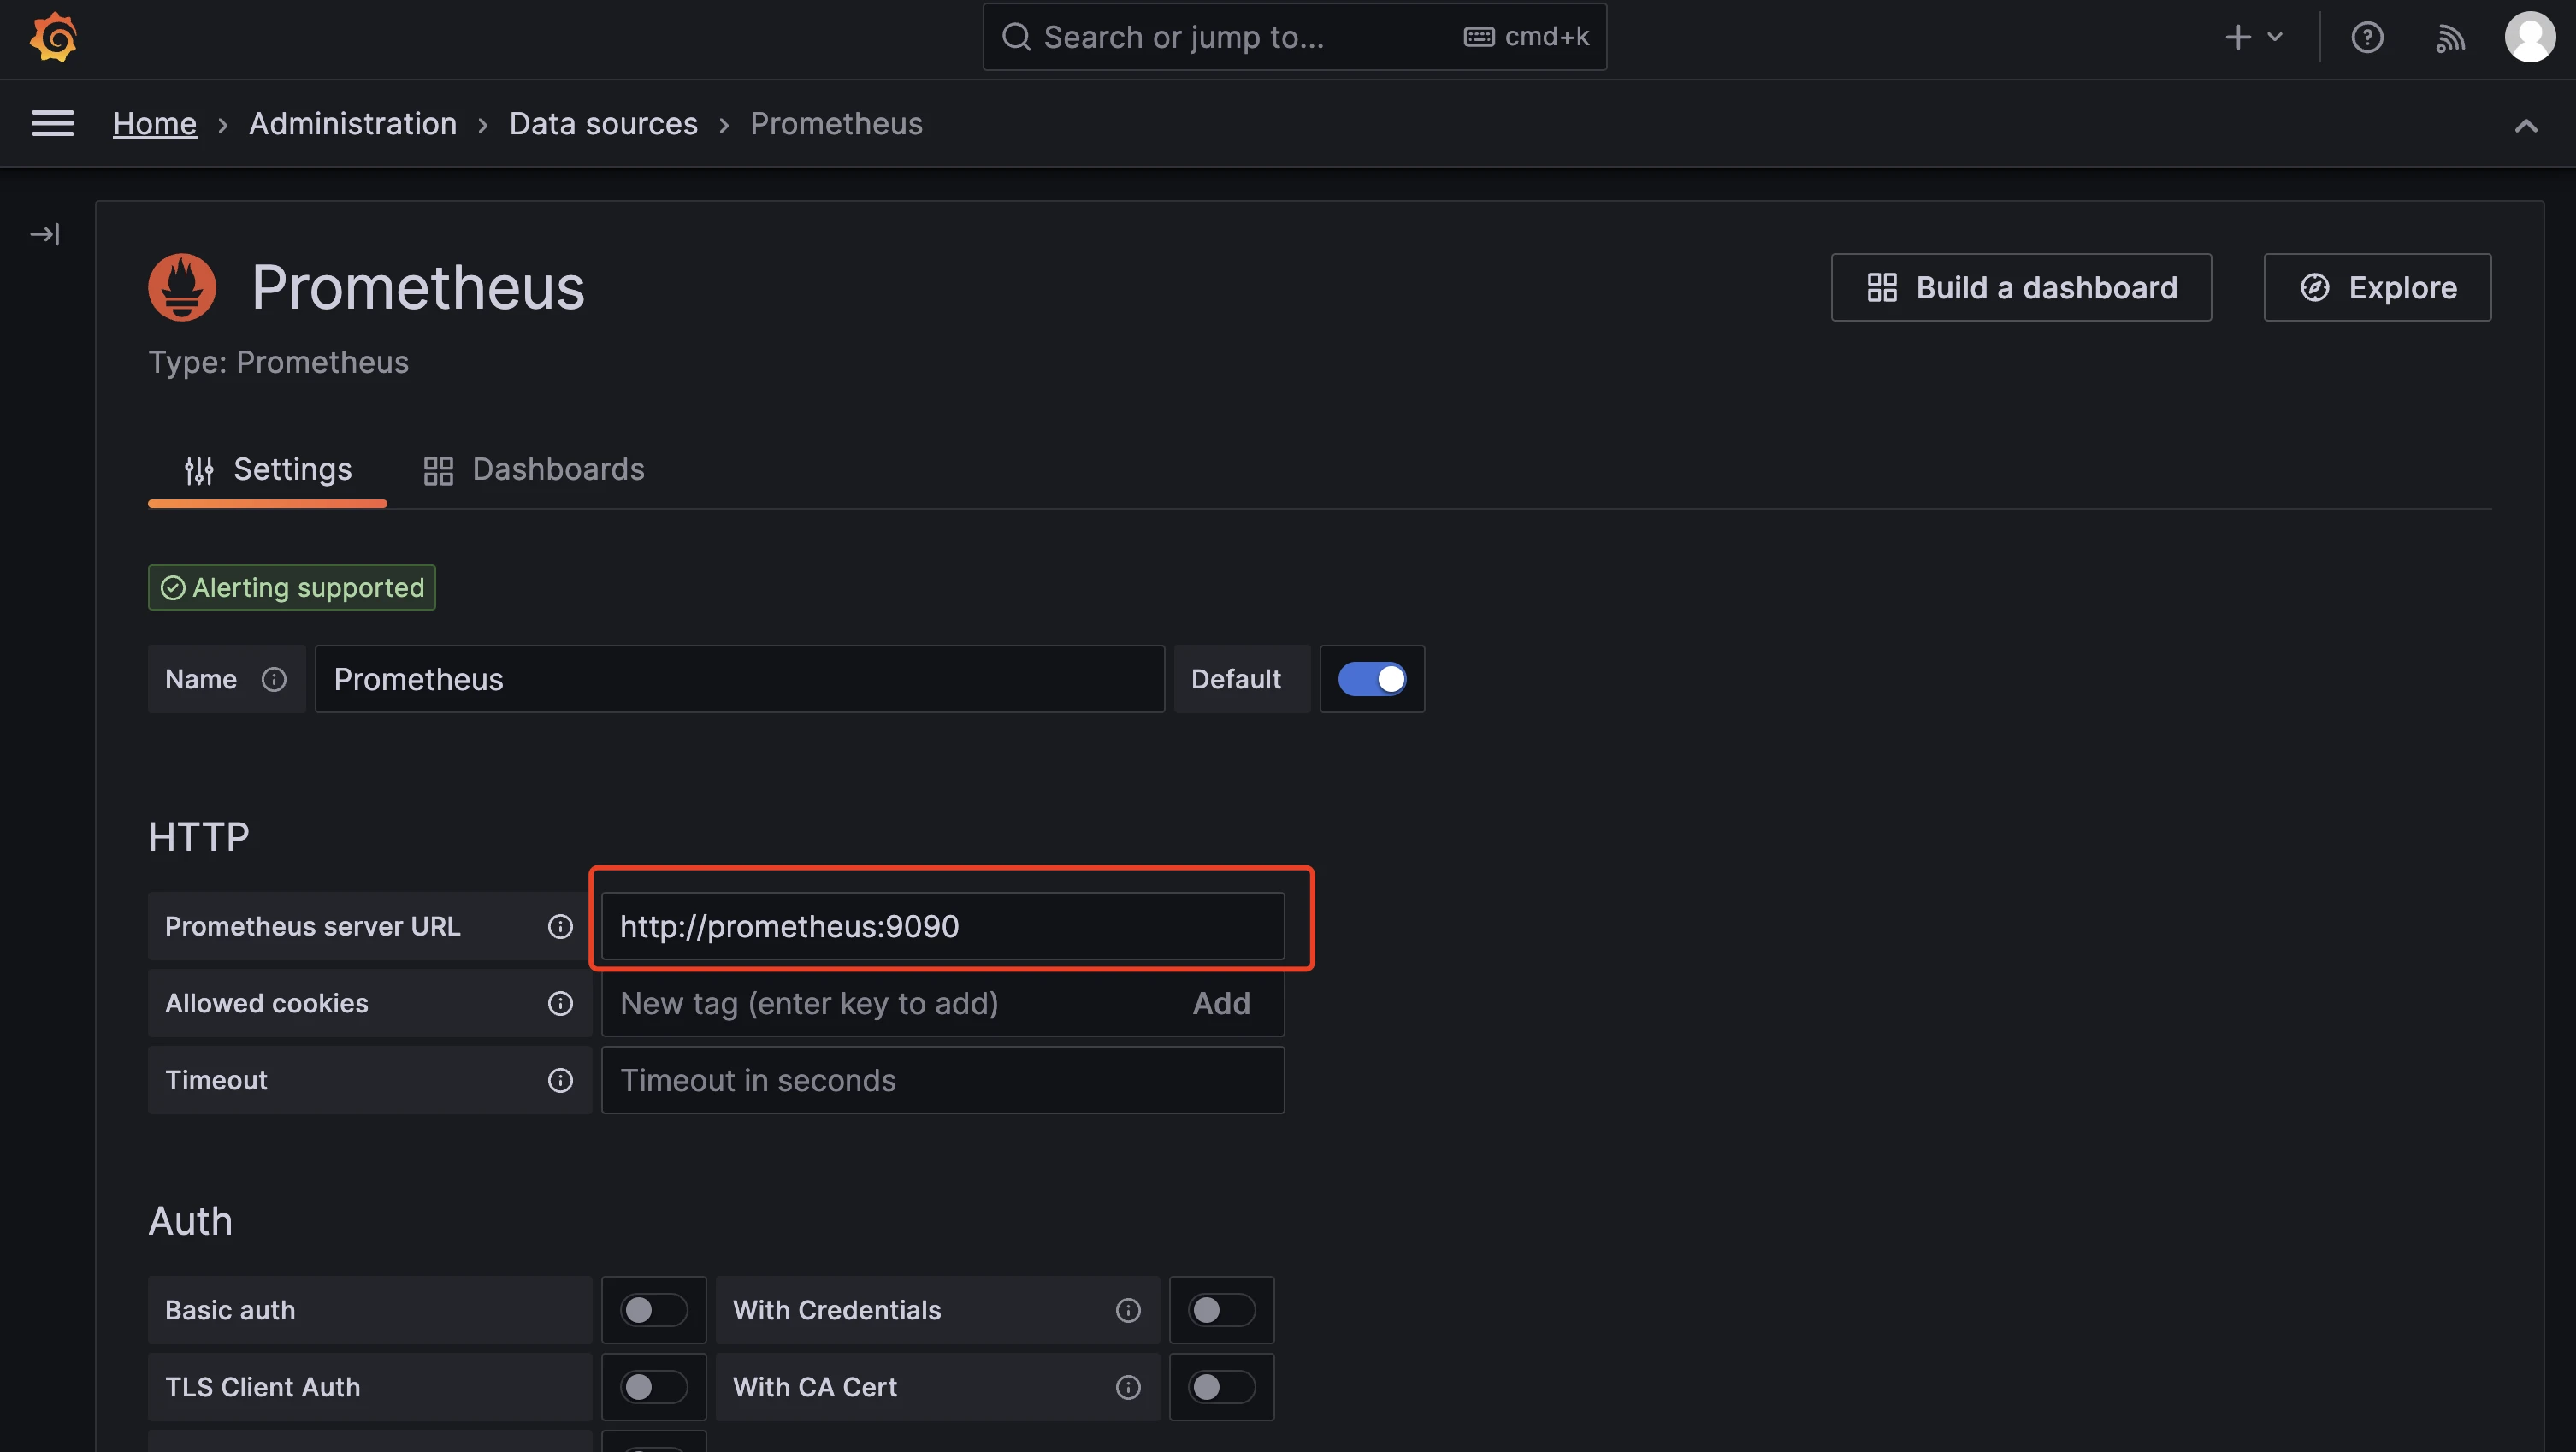 Search or jump to... cmd+k
Home › Administration › Data sources › Prometheus
Prometheus
Build a dashboard
Explore
Type: Prometheus
Settings
Dashboards
Alerting supported
Name Prometheus Default
HTTP
Prometheus server URL http://prometheus:9090
Allowed cookies New tag (enter key to add) Add
Timeout Timeout in seconds
Auth
Basic auth With Credentials
TLS Client Auth With CA Cert